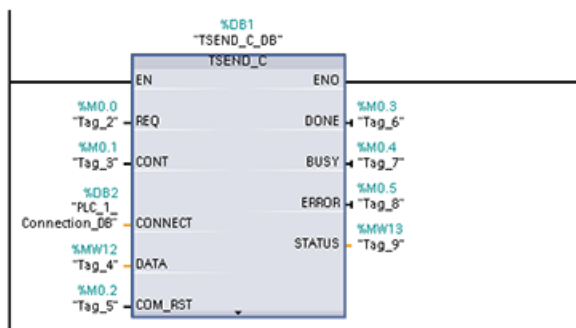 %DB1
"TSEND_C_DB"
TSEND_C
EN ENO
%M0.0 %M0.3
"Tag_2" REQ DONE "Tag_6"
%M0.1 %M0.4
"Tag_3" CONT BUSY "Tag_7"
%DB2 %M0.5
"PLC_1_ ERROR "Tag_8"
Connection_DB" CONNECT
%MW12 %MW13
"Tag_4" DATA STATUS "Tag_9"
%M0.2
"Tag_5" COM_RST